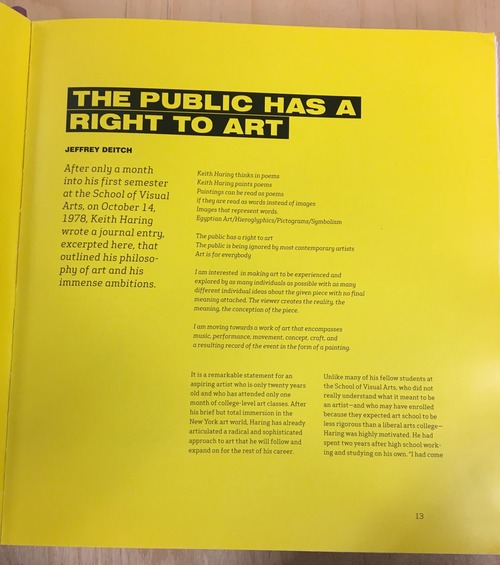 THE PUBLIC HAS A
RIGHT TO ART
JEFFREY DEITCH
After only a month
into his first semester
at the School of Visual
Arts, on October 14,
1978, Keith Haring
wrote a journal entry,
excerpted here, that
outlined his philoso-
phy of art and his
immense ambitions.
Keith Haring thinks in poems
Keith Haring paints poems
Paintings can be read as poems
if they are read as words instead of images
Images that represent words.
Egyptian Art/Hieroglyphics/Pictograms/Symbolism
The public has a right to art
The public is being ignored by most contemporary artists
Art is for everybody
I am interested in making art to be experienced and
explored by as many individuals as possible with as many
different individual ideas about the given piece with no final
meaning attached. The viewer creates the reality, the
meaning, the conception of the piece.
I am moving towards a work of art that encompasses
music, performance, movement, concept, craft, and
a resulting record of the event in the form of a painting.
It is a remarkable statement for an
aspiring artist who is only twenty years
old and who has attended only one
month of college-level art classes. After
his brief but total immersion in the
New York art world, Haring has already
articulated a radical and sophisticated
approach to art that he will follow and
expand on for the rest of his career.
Unlike many of his fellow students at
the School of Visual Arts, who did not
really understand what it meant to be
an artist—and who may have enrolled
because they expected art school to be
less rigorous than a liberal arts college—
Haring was highly motivated. He had
spent two years after high school work-
ing and studying on his own. "I had come
13